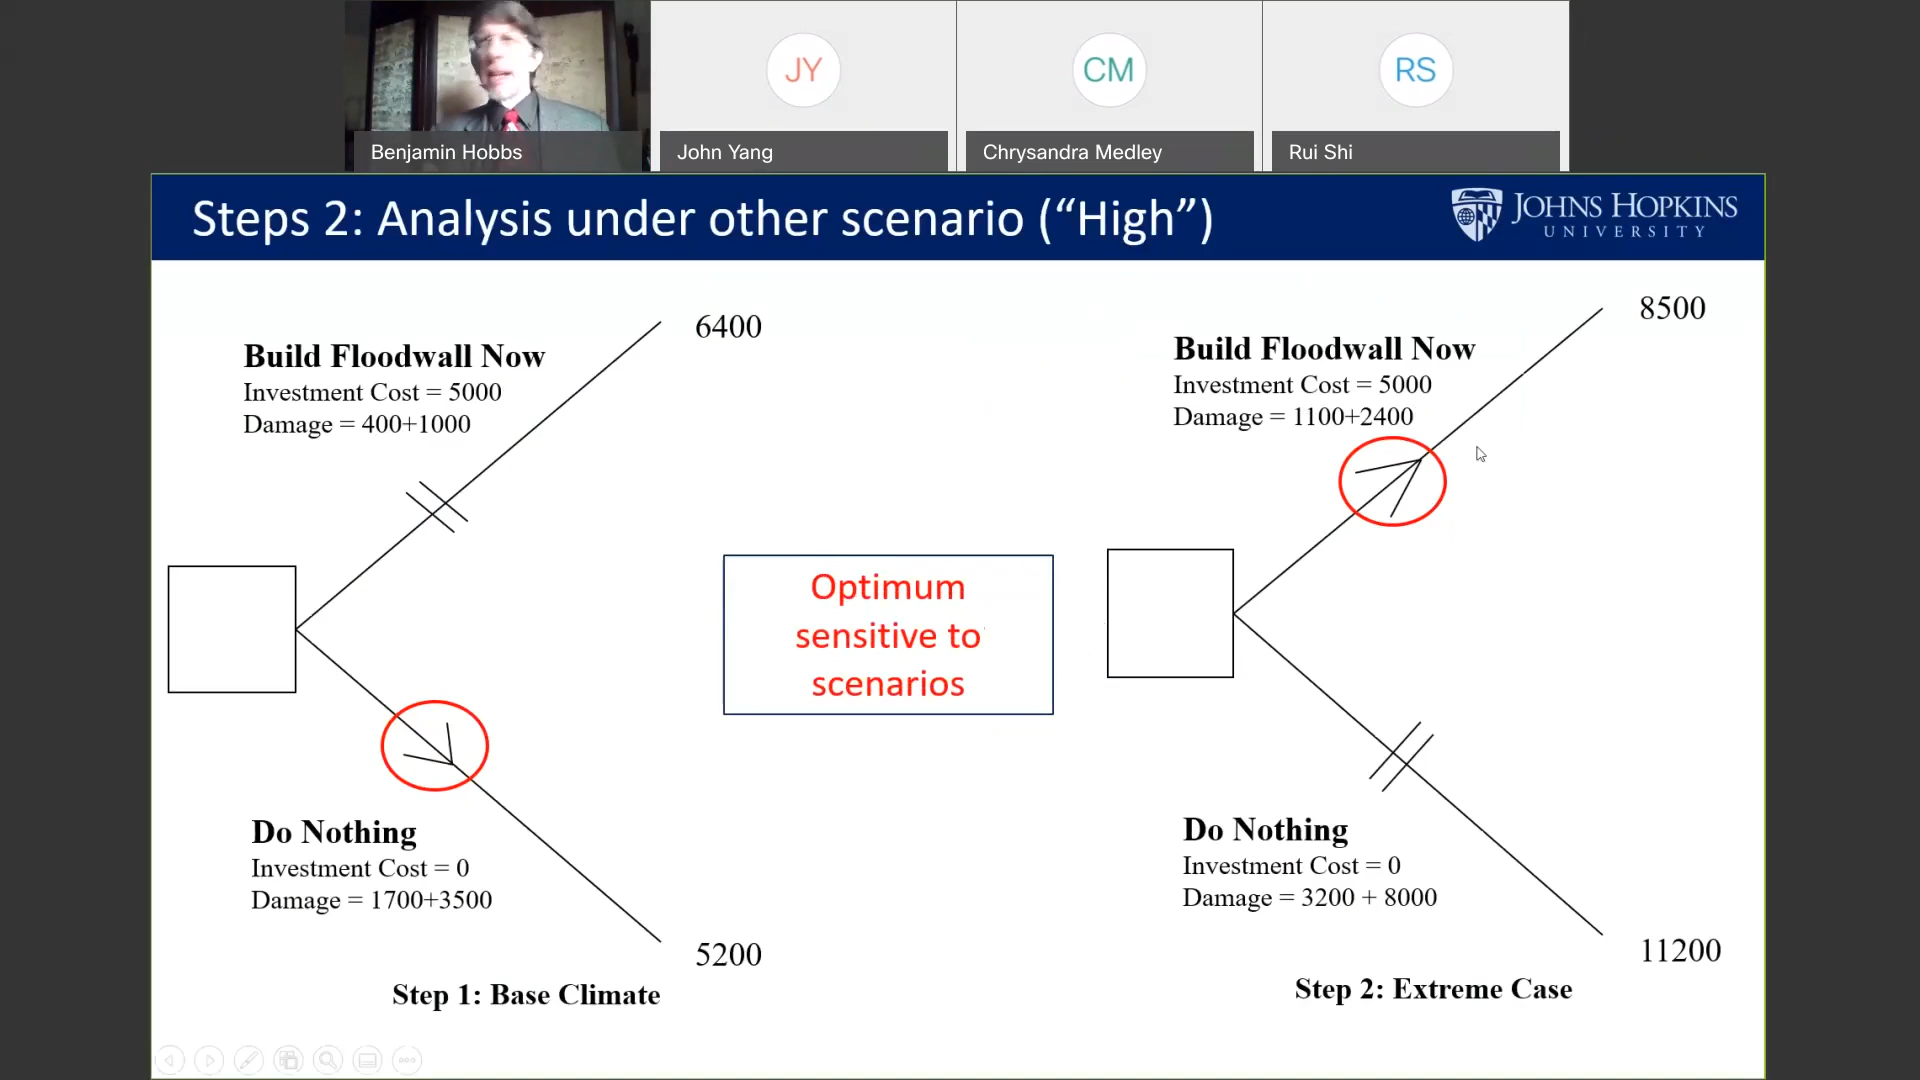 JY
CM
RS
Benjamin Hobbs
John Yang
Chrysandra Medley
Rui Shi
Steps 2: Analysis under other scenario (“High”)
JOHNS HOPKINS
UNIVERSITY
6400
Build Floodwall Now
Investment Cost = 5000
Damage = 400+1000
8500
Build Floodwall Now
Investment Cost = 5000
Damage = 1100+2400
Optimum
sensitive to
scenarios
Do Nothing
Investment Cost = 0
Damage = 1700+3500
5200
Step 1: Base Climate
Do Nothing
Investment Cost = 0
Damage = 3200 + 8000
11200
Step 2: Extreme Case